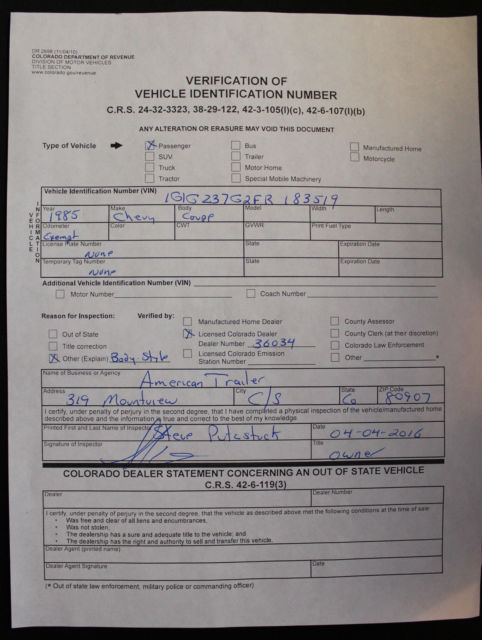 DR 2698 (11/04/10)
COLORADO DEPARTMENT OF REVENUE
DIVISION OF MOTOR VEHICLES
TITLE SECTION
www.colorado.gov/revenue
VERIFICATION OF
VEHICLE IDENTIFICATION NUMBER
C.R.S. 24-32-3323, 38-29-122, 42-3-105(I)(c), 42-6-107(I)(b)
ANY ALTERATION OR ERASURE MAY VOID THIS DOCUMENT
Type of Vehicle X Passenger Bus Manufactured Home
SUV Trailer Motorcycle
Truck Motor Home
Tractor Special Mobile Machinery
VEHICLE INFORMATION
Vehicle Identification Number (VIN) 1G1G237G2FR 183519
Year Make Body Model Width Length
1985 Chevy Coupe
Odometer Color CWT GVWR Print Fuel Type
Exempt
License Plate Number State Expiration Date
None
Temporary Tag Number State Expiration Date
None
Additional Vehicle Identification Number (VIN)
Motor Number Coach Number
Reason for Inspection: Verified by: Manufactured Home Dealer County Assessor
Out of State X Licensed Colorado Dealer County Clerk (at their discretion)
Title correction Dealer Number 36034 Colorado Law Enforcement
X Other (Explain) Body Style Licensed Colorado Emission Other *
Station Number
Name of Business or Agency
American Trailer
Address City State ZIP Code
319 Mountview C/S Co 80907
I certify, under penalty of perjury in the second degree, that I have completed a physical inspection of the vehicle/manufactured home
described above and the information is true and correct to the best of my knowledge.
Printed First and Last Name of Inspector Date
Steve 04-04-2016
Signature of Inspector Title
owner
COLORADO DEALER STATEMENT CONCERNING AN OUT OF STATE VEHICLE
C.R.S. 42-6-119(3)
Dealer Dealer Number
I certify, under penalty of perjury in the second degree, that the vehicle as described above met the following conditions at the time of sale:
• Was free and clear of all liens and encumbrances.
• Was not stolen;
• The dealership has a sure and adequate title to the vehicle; and
• The dealership has the right and authority to sell and transfer this vehicle.
Dealer Agent (printed name)
Dealer Agent Signature Date
(* Out of state law enforcement, military police or commanding officer)